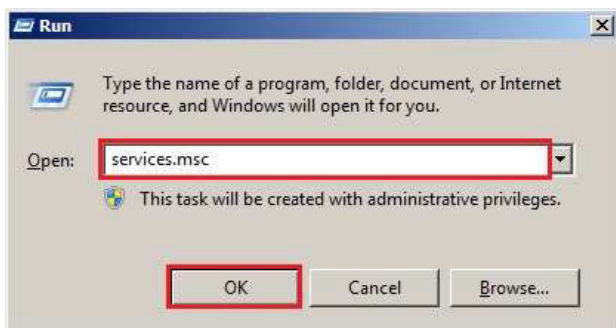 Run
Type the name of a program, folder, document, or Internet
resource, and Windows will open it for you.
Open: services.msc
This task will be created with administrative privileges.
OK Cancel Browse...